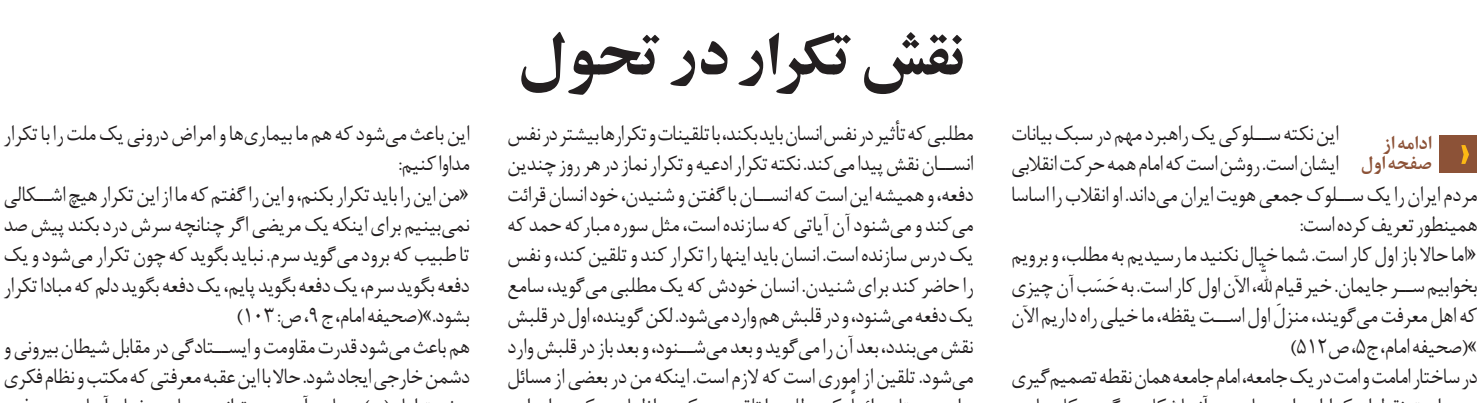 نقش تکرار در تحول
ادامه از
صفحه اول
این نکته سلوکی یک راهبرد مهم در سبک بیانات
ایشان است. روشن است که امام همه حرکت انقلابی
مردم ایران را یک سلوک جمعی هویت ایران می‌داند. او انقلاب را اساسا
همینطور تعریف کرده است:
«اما حالا باز اول کار است. شما خیال نکنید ما رسیدیم به مطلب، و برویم
بخوابیم سر جایمان. خیر قیام للّه، الآن اول کار است. به حَسَب آن چیزی
که اهل معرفت می‌گویند، منزلَ اول است یقظه، ما خیلی راه داریم الآن
»(صحیفه امام، ج۵، ص ۵۱۲)
در ساختار امامت و امت در یک جامعه، امام جامعه همان نقطه تصمیم‌گیری
مطلبی که تأثیر در نفس انسان باید بکند، با تلقینات و تکرارها بیشتر در نفس
انسان نقش پیدا می‌کند. نکته تکرار ادعیه و تکرار نماز در هر روز چندین
دفعه، و همیشه این است که انسان با گفتن و شنیدن، خود انسان قرائت
می‌کند و می‌شنود آن آیاتی که سازنده است، مثل سوره مبارکه حمد که
یک درس سازنده است. انسان باید اینها را تکرار کند و تلقین کند، و نفس
را حاضر کند برای شنیدن. انسان خودش که یک مطلبی می‌گوید، سامع
یک دفعه می‌شنود، و در قلبش هم وارد می‌شود. لکن گوینده، اول در قلبش
نقش می‌بندد، بعد آن را می‌گوید و بعد می‌شنود، و بعد باز در قلبش وارد
می‌شود. تلقین از اموری است که لازم است. اینکه من در بعضی از مسائل
این باعث می‌شود که هم ما بیماری‌ها و امراض درونی یک ملت را با تکرار
مداوا کنیم:
«من این را باید تکرار بکنم، و این را گفتم که ما از این تکرار هیچ اشکالی
نمی‌بینیم برای اینکه یک مریضی اگر چنانچه سرش درد بکند پیش صد
تا طبیب که برود می‌گوید سرم. نباید بگوید که چون تکرار می‌شود و یک
دفعه بگوید سرم، یک دفعه بگوید پایم، یک دفعه بگوید دلم که مبادا تکرار
بشود.»(صحیفه امام، ج ۹، ص: ۱۰۳)
هم باعث می‌شود قدرت مقاومت و ایستادگی در مقابل شیطان بیرونی و
دشمن خارجی ایجاد شود. حالا با این عقبه معرفتی که مکتب و نظام فکری